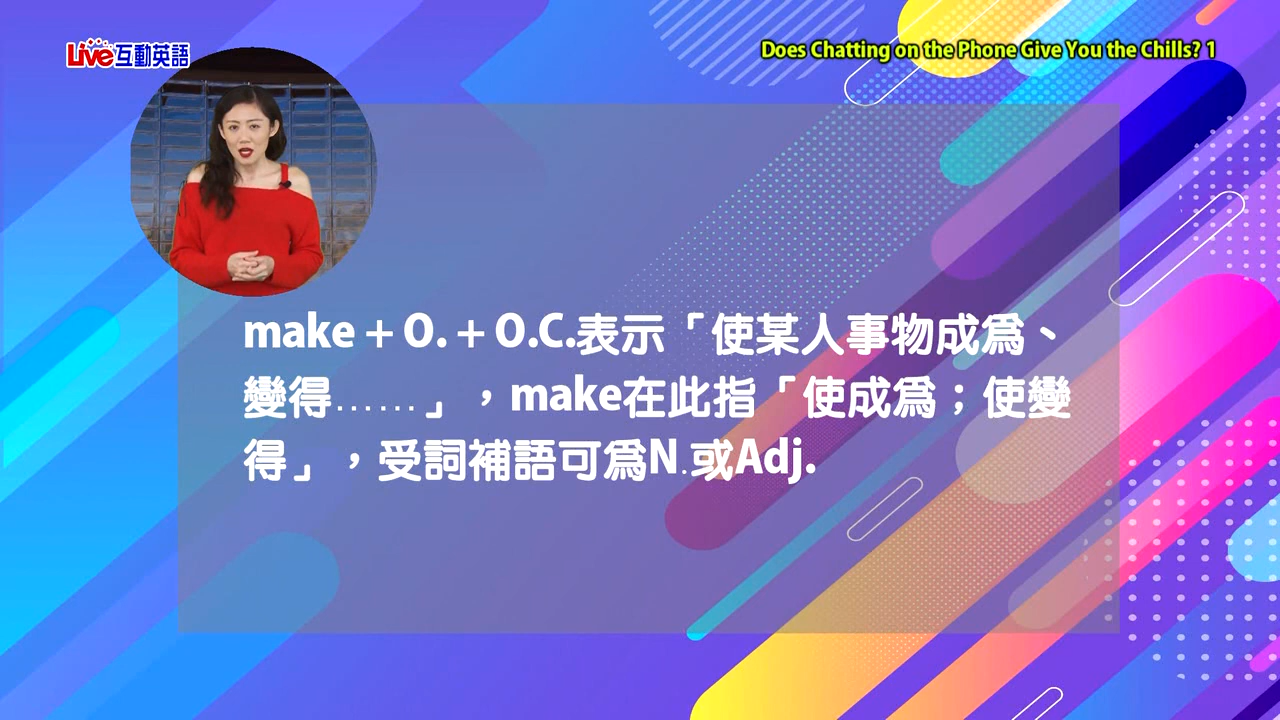 Live互動英語
Does Chatting on the Phone Give You the Chills? 1
make＋O.＋O.C.表示「使某人事物成為、
變得……」，make在此指「使成為；使變
得」，受詞補語可為N.或Adj.